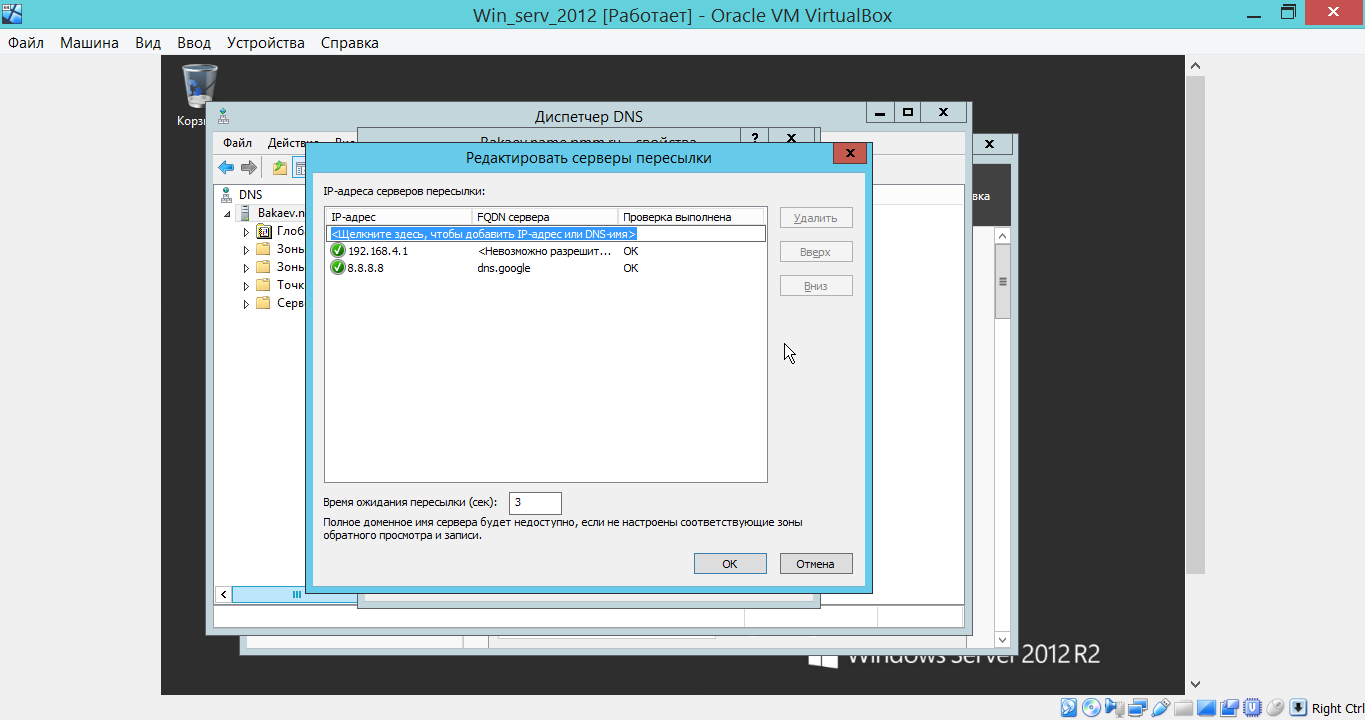 Win_serv_2012 [Работает] - Oracle VM VirtualBox
Файл Машина Вид Ввод Устройства Справка
Диспетчер DNS
Файл
Редактировать серверы пересылки
DNS
IP-адреса серверов пересылки:
IP-адрес FQDN сервера Проверка выполнена
<Щелкните здесь, чтобы добавить IP-адрес или DNS-имя>
192.168.4.1 <Невозможно разрешит... OK
8.8.8.8 dns.google OK
Удалить
Вверх
Вниз
Время ожидания пересылки (сек): 3
Полное доменное имя сервера будет недоступно, если не настроены соответствующие зоны
обратного просмотра и записи.
OK Отмена
Windows Server 2012 R2
Right Ctrl